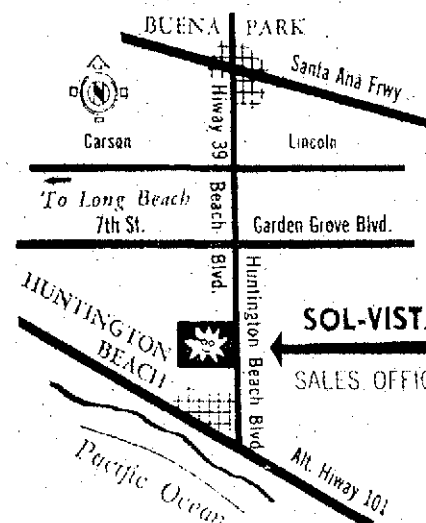 BUENA PARK
Santa Ana Frwy
N
Hiway 39
Carson
Lincoln
To Long Beach
7th St.
Beach Blvd.
Garden Grove Blvd.
HUNTINGTON
BEACH
Huntington Beach Blvd.
SOL-VISTA
SALES OFFIC
Alt. Hiway 101
Pacific Ocean